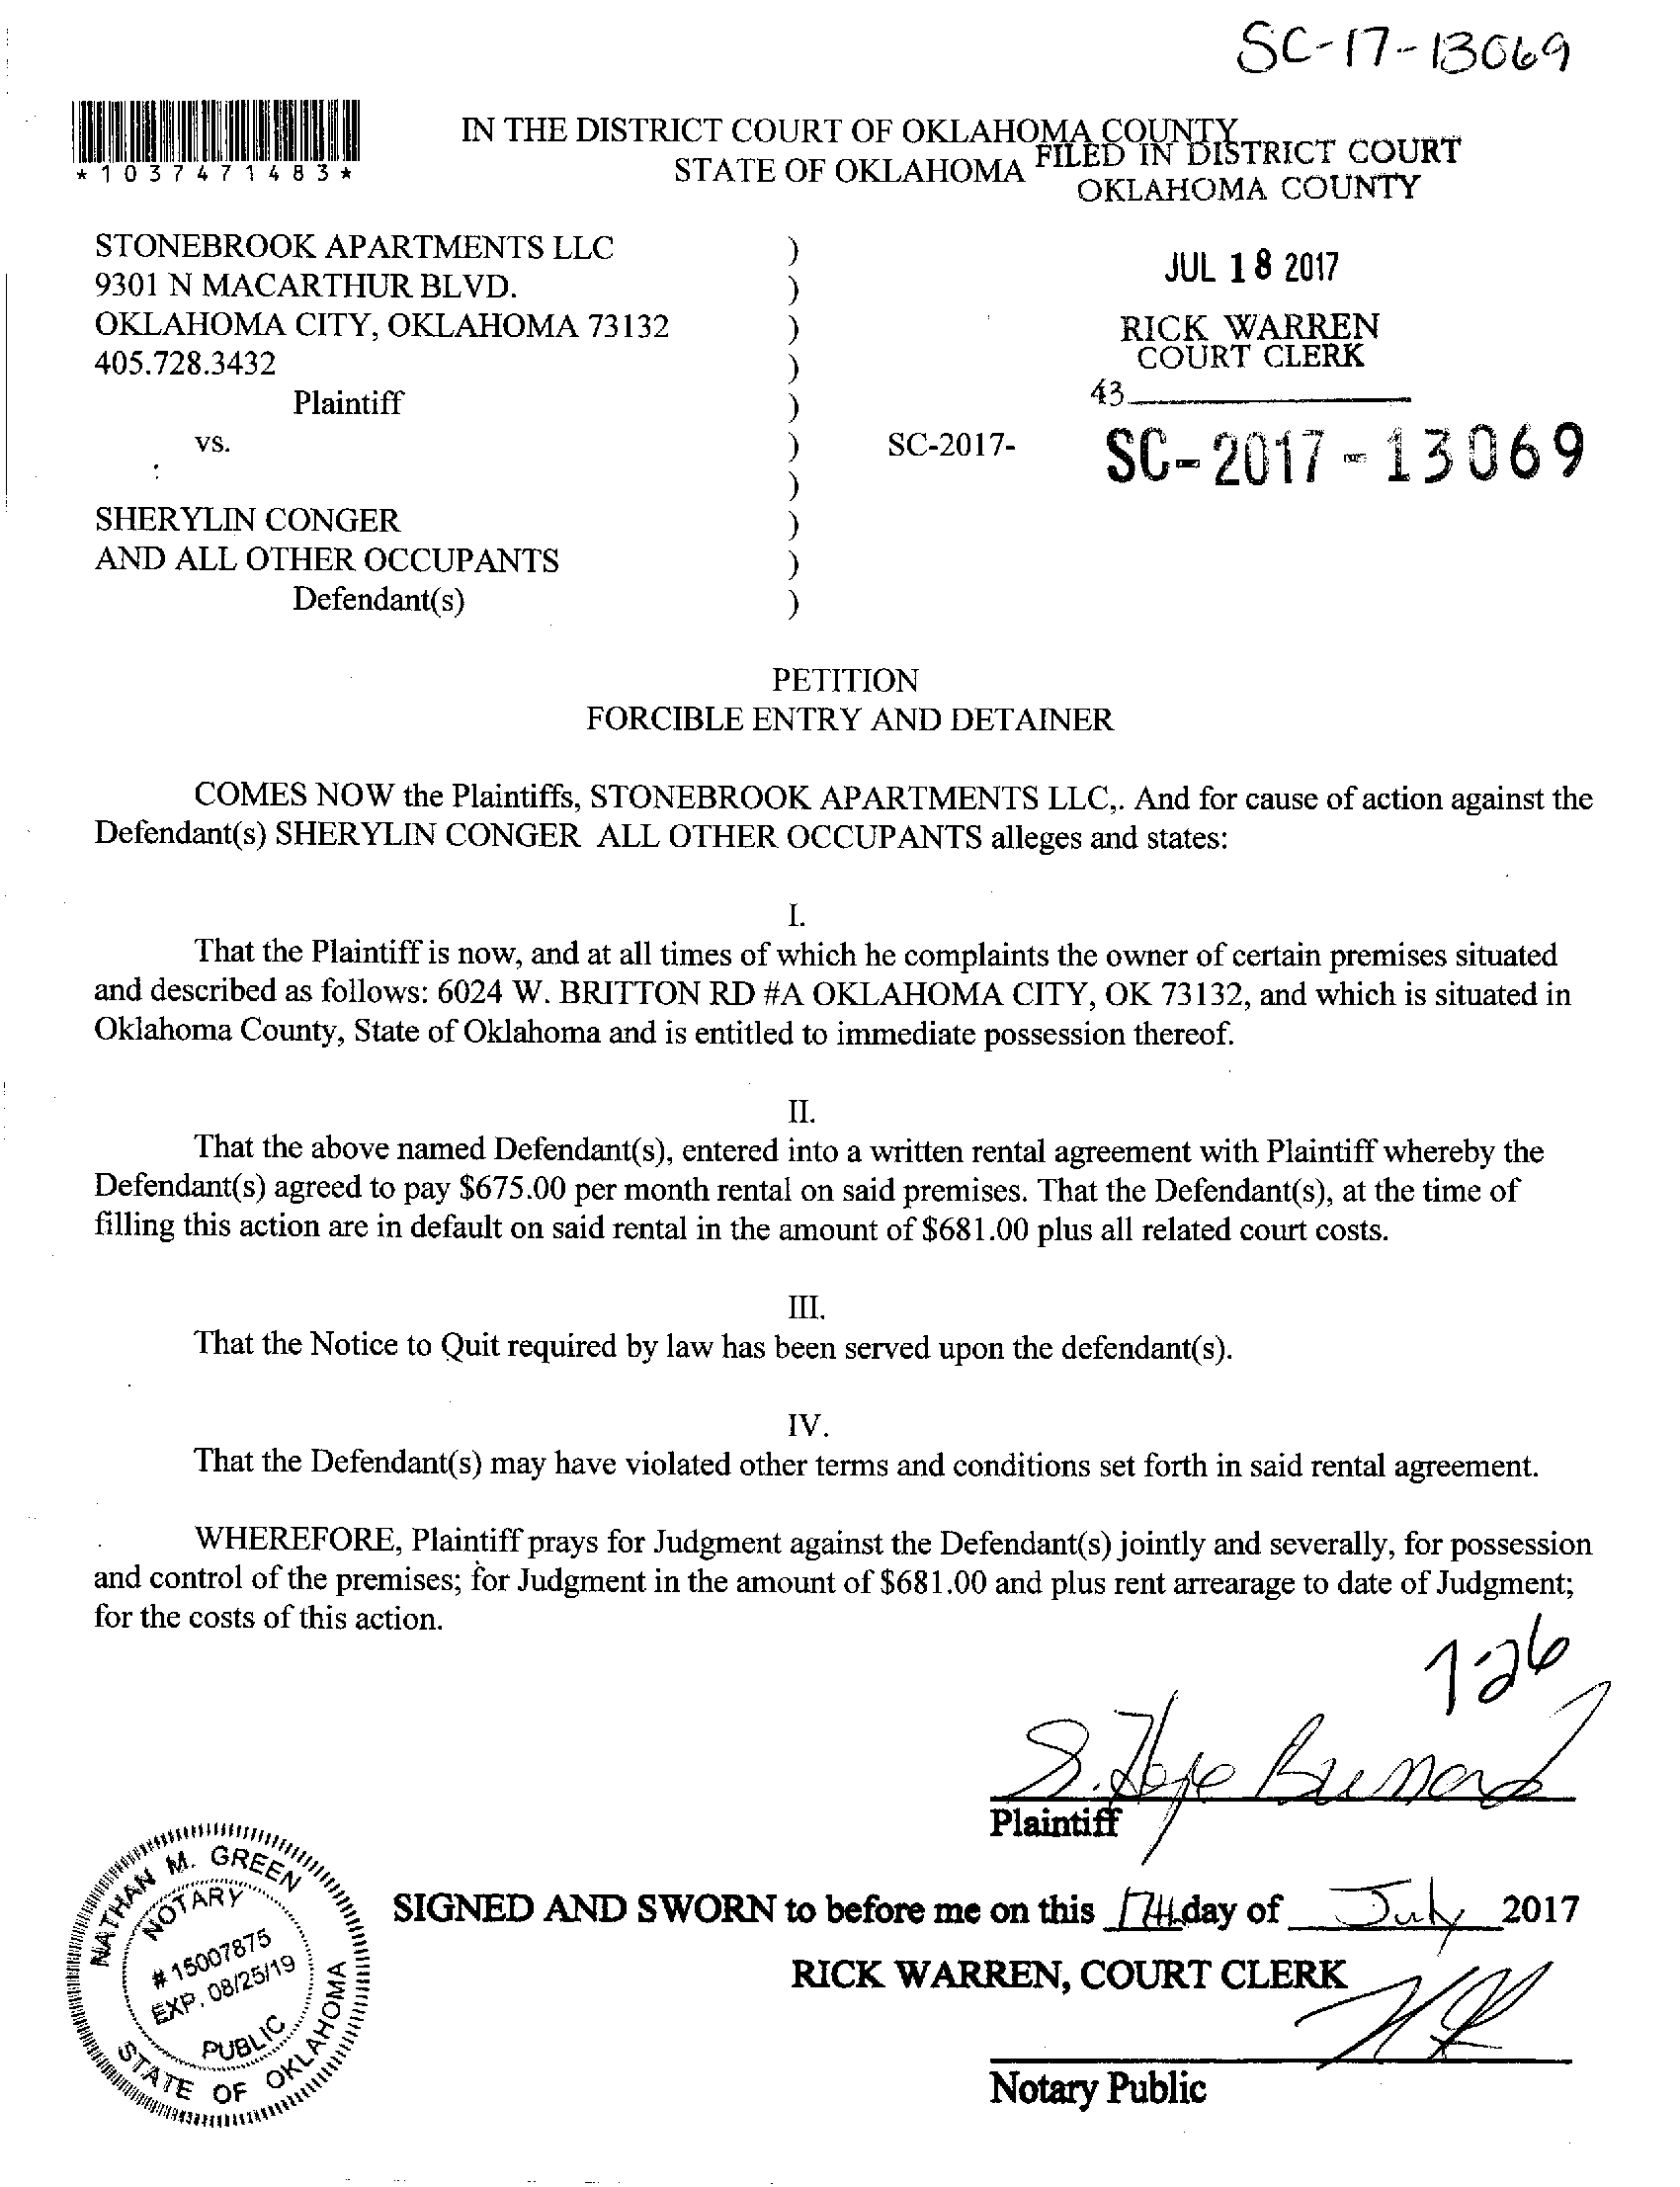 SC-17-13069
*1037471483*
IN THE DISTRICT COURT OF OKLAHOMA COUNTY
STATE OF OKLAHOMA
FILED IN DISTRICT COURT
OKLAHOMA COUNTY
JUL 18 2017
RICK WARREN
COURT CLERK
43
STONEBROOK APARTMENTS LLC )
9301 N MACARTHUR BLVD. )
OKLAHOMA CITY, OKLAHOMA 73132 )
405.728.3432 )
Plaintiff )
vs. ) SC-2017- SC-2017-13069
)
SHERYLIN CONGER )
AND ALL OTHER OCCUPANTS )
Defendant(s) )
PETITION
FORCIBLE ENTRY AND DETAINER
COMES NOW the Plaintiffs, STONEBROOK APARTMENTS LLC,. And for cause of action against the
Defendant(s) SHERYLIN CONGER ALL OTHER OCCUPANTS alleges and states:
I.
That the Plaintiff is now, and at all times of which he complaints the owner of certain premises situated
and described as follows: 6024 W. BRITTON RD #A OKLAHOMA CITY, OK 73132, and which is situated in
Oklahoma County, State of Oklahoma and is entitled to immediate possession thereof.
II.
That the above named Defendant(s), entered into a written rental agreement with Plaintiff whereby the
Defendant(s) agreed to pay $675.00 per month rental on said premises. That the Defendant(s), at the time of
filling this action are in default on said rental in the amount of $681.00 plus all related court costs.
III.
That the Notice to Quit required by law has been served upon the defendant(s).
IV.
That the Defendant(s) may have violated other terms and conditions set forth in said rental agreement.
WHEREFORE, Plaintiff prays for Judgment against the Defendant(s) jointly and severally, for possession
and control of the premises; for Judgment in the amount of $681.00 and plus rent arrearage to date of Judgment;
for the costs of this action.
7-26
S. Hope
Plaintiff
SIGNED AND SWORN to before me on this 17th day of July 2017
RICK WARREN, COURT CLERK
Notary Public
NATHAN M. GREEN
NOTARY
# 15007875
EXP. 08/25/19
PUBLIC
STATE OF OKLAHOMA